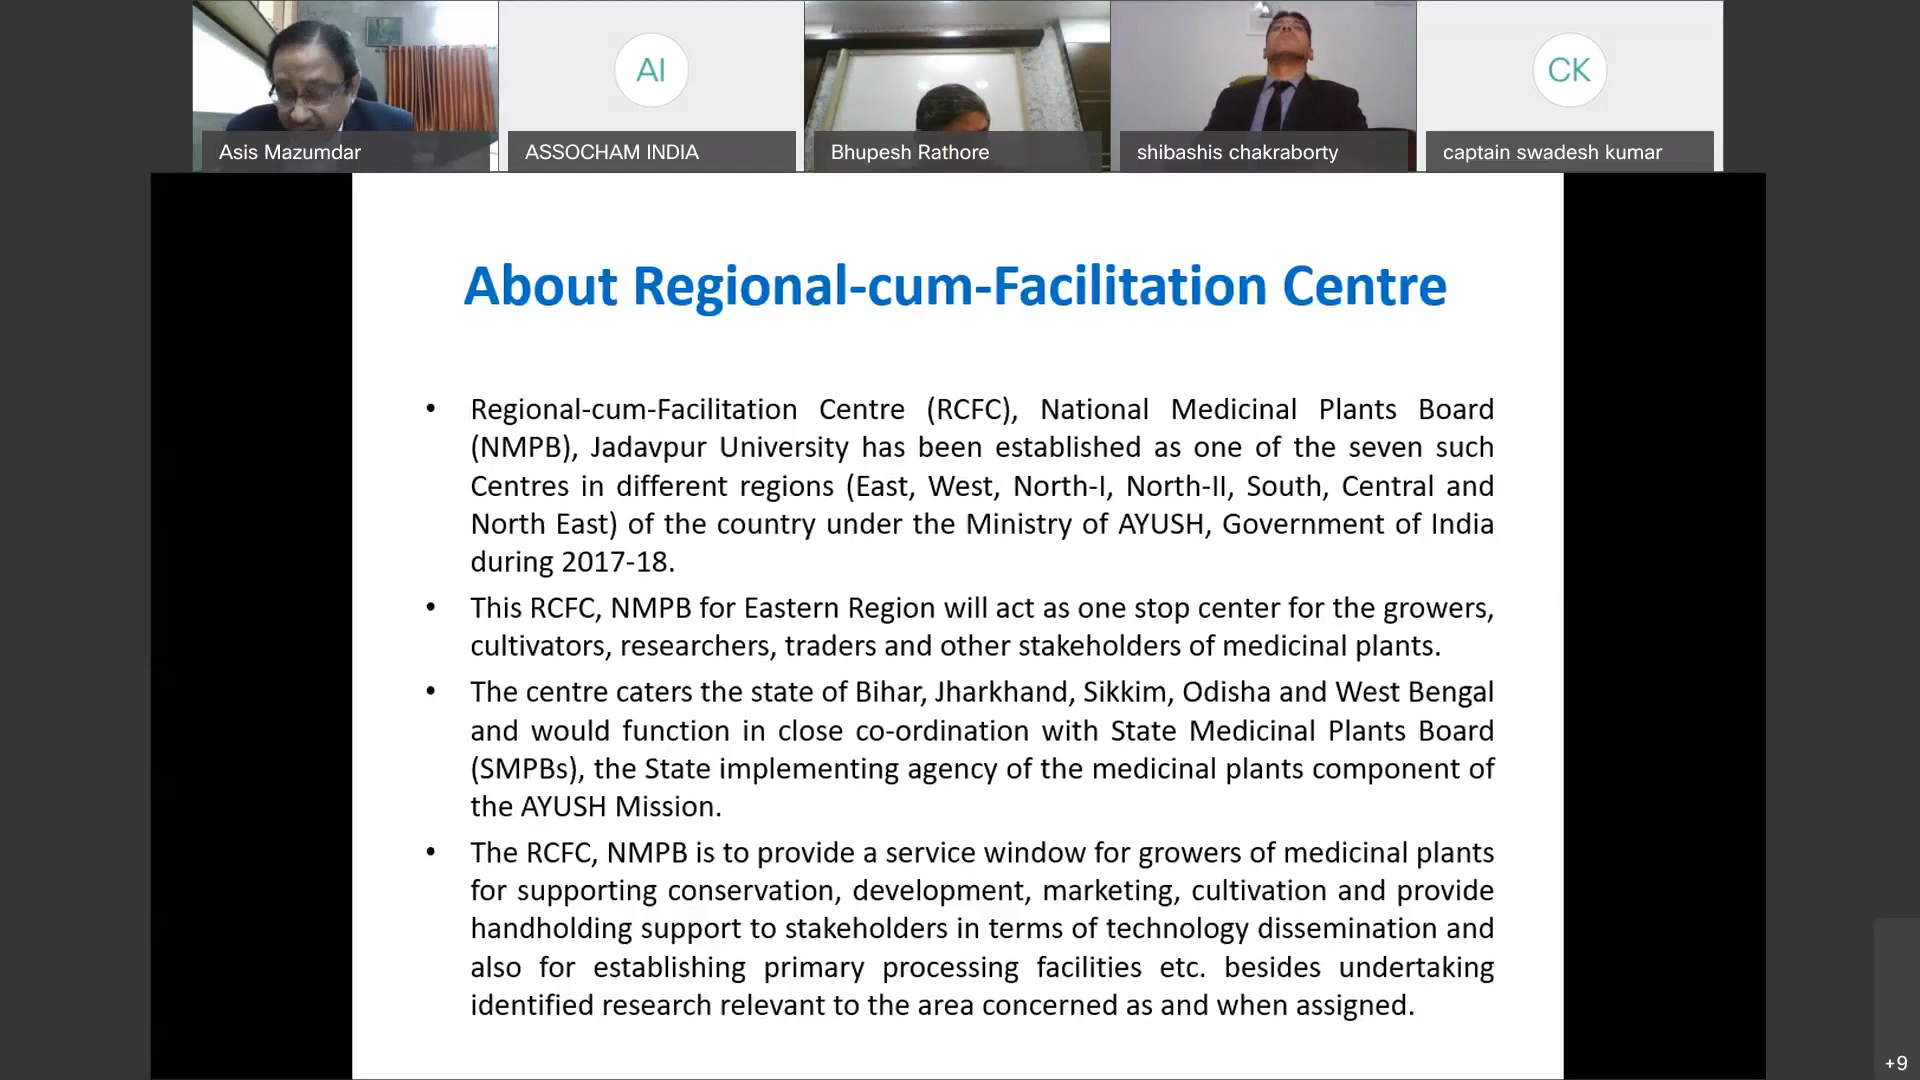 AI
CK
Asis Mazumdar
ASSOCHAM INDIA
Bhupesh Rathore
shibashis chakraborty
captain swadesh kumar
About Regional-cum-Facilitation Centre
• Regional-cum-Facilitation Centre (RCFC), National Medicinal Plants Board
(NMPB), Jadavpur University has been established as one of the seven such
Centres in different regions (East, West, North-I, North-II, South, Central and
North East) of the country under the Ministry of AYUSH, Government of India
during 2017-18.
• This RCFC, NMPB for Eastern Region will act as one stop center for the growers,
cultivators, researchers, traders and other stakeholders of medicinal plants.
• The centre caters the state of Bihar, Jharkhand, Sikkim, Odisha and West Bengal
and would function in close co-ordination with State Medicinal Plants Board
(SMPBs), the State implementing agency of the medicinal plants component of
the AYUSH Mission.
• The RCFC, NMPB is to provide a service window for growers of medicinal plants
for supporting conservation, development, marketing, cultivation and provide
handholding support to stakeholders in terms of technology dissemination and
also for establishing primary processing facilities etc. besides undertaking
identified research relevant to the area concerned as and when assigned.
+9